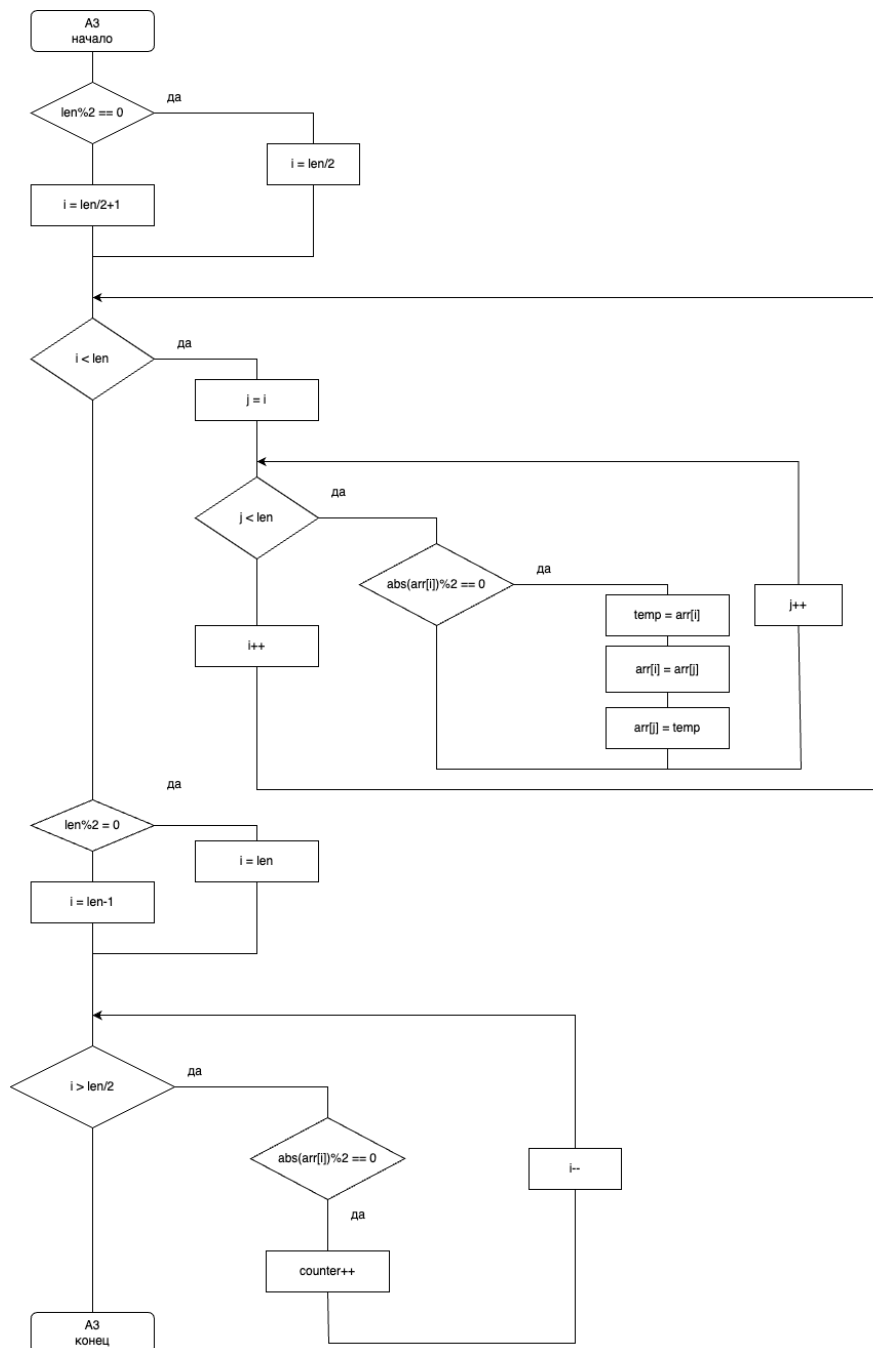 А3
начало
len%2 == 0
да
i = len/2
i = len/2+1
i < len
да
j = i
j < len
да
abs(arr[i])%2 == 0
да
temp = arr[i]
j++
i++
arr[i] = arr[j]
arr[j] = temp
len%2 = 0
да
i = len
i = len-1
i > len/2
да
abs(arr[i])%2 == 0
i--
да
counter++
А3
конец